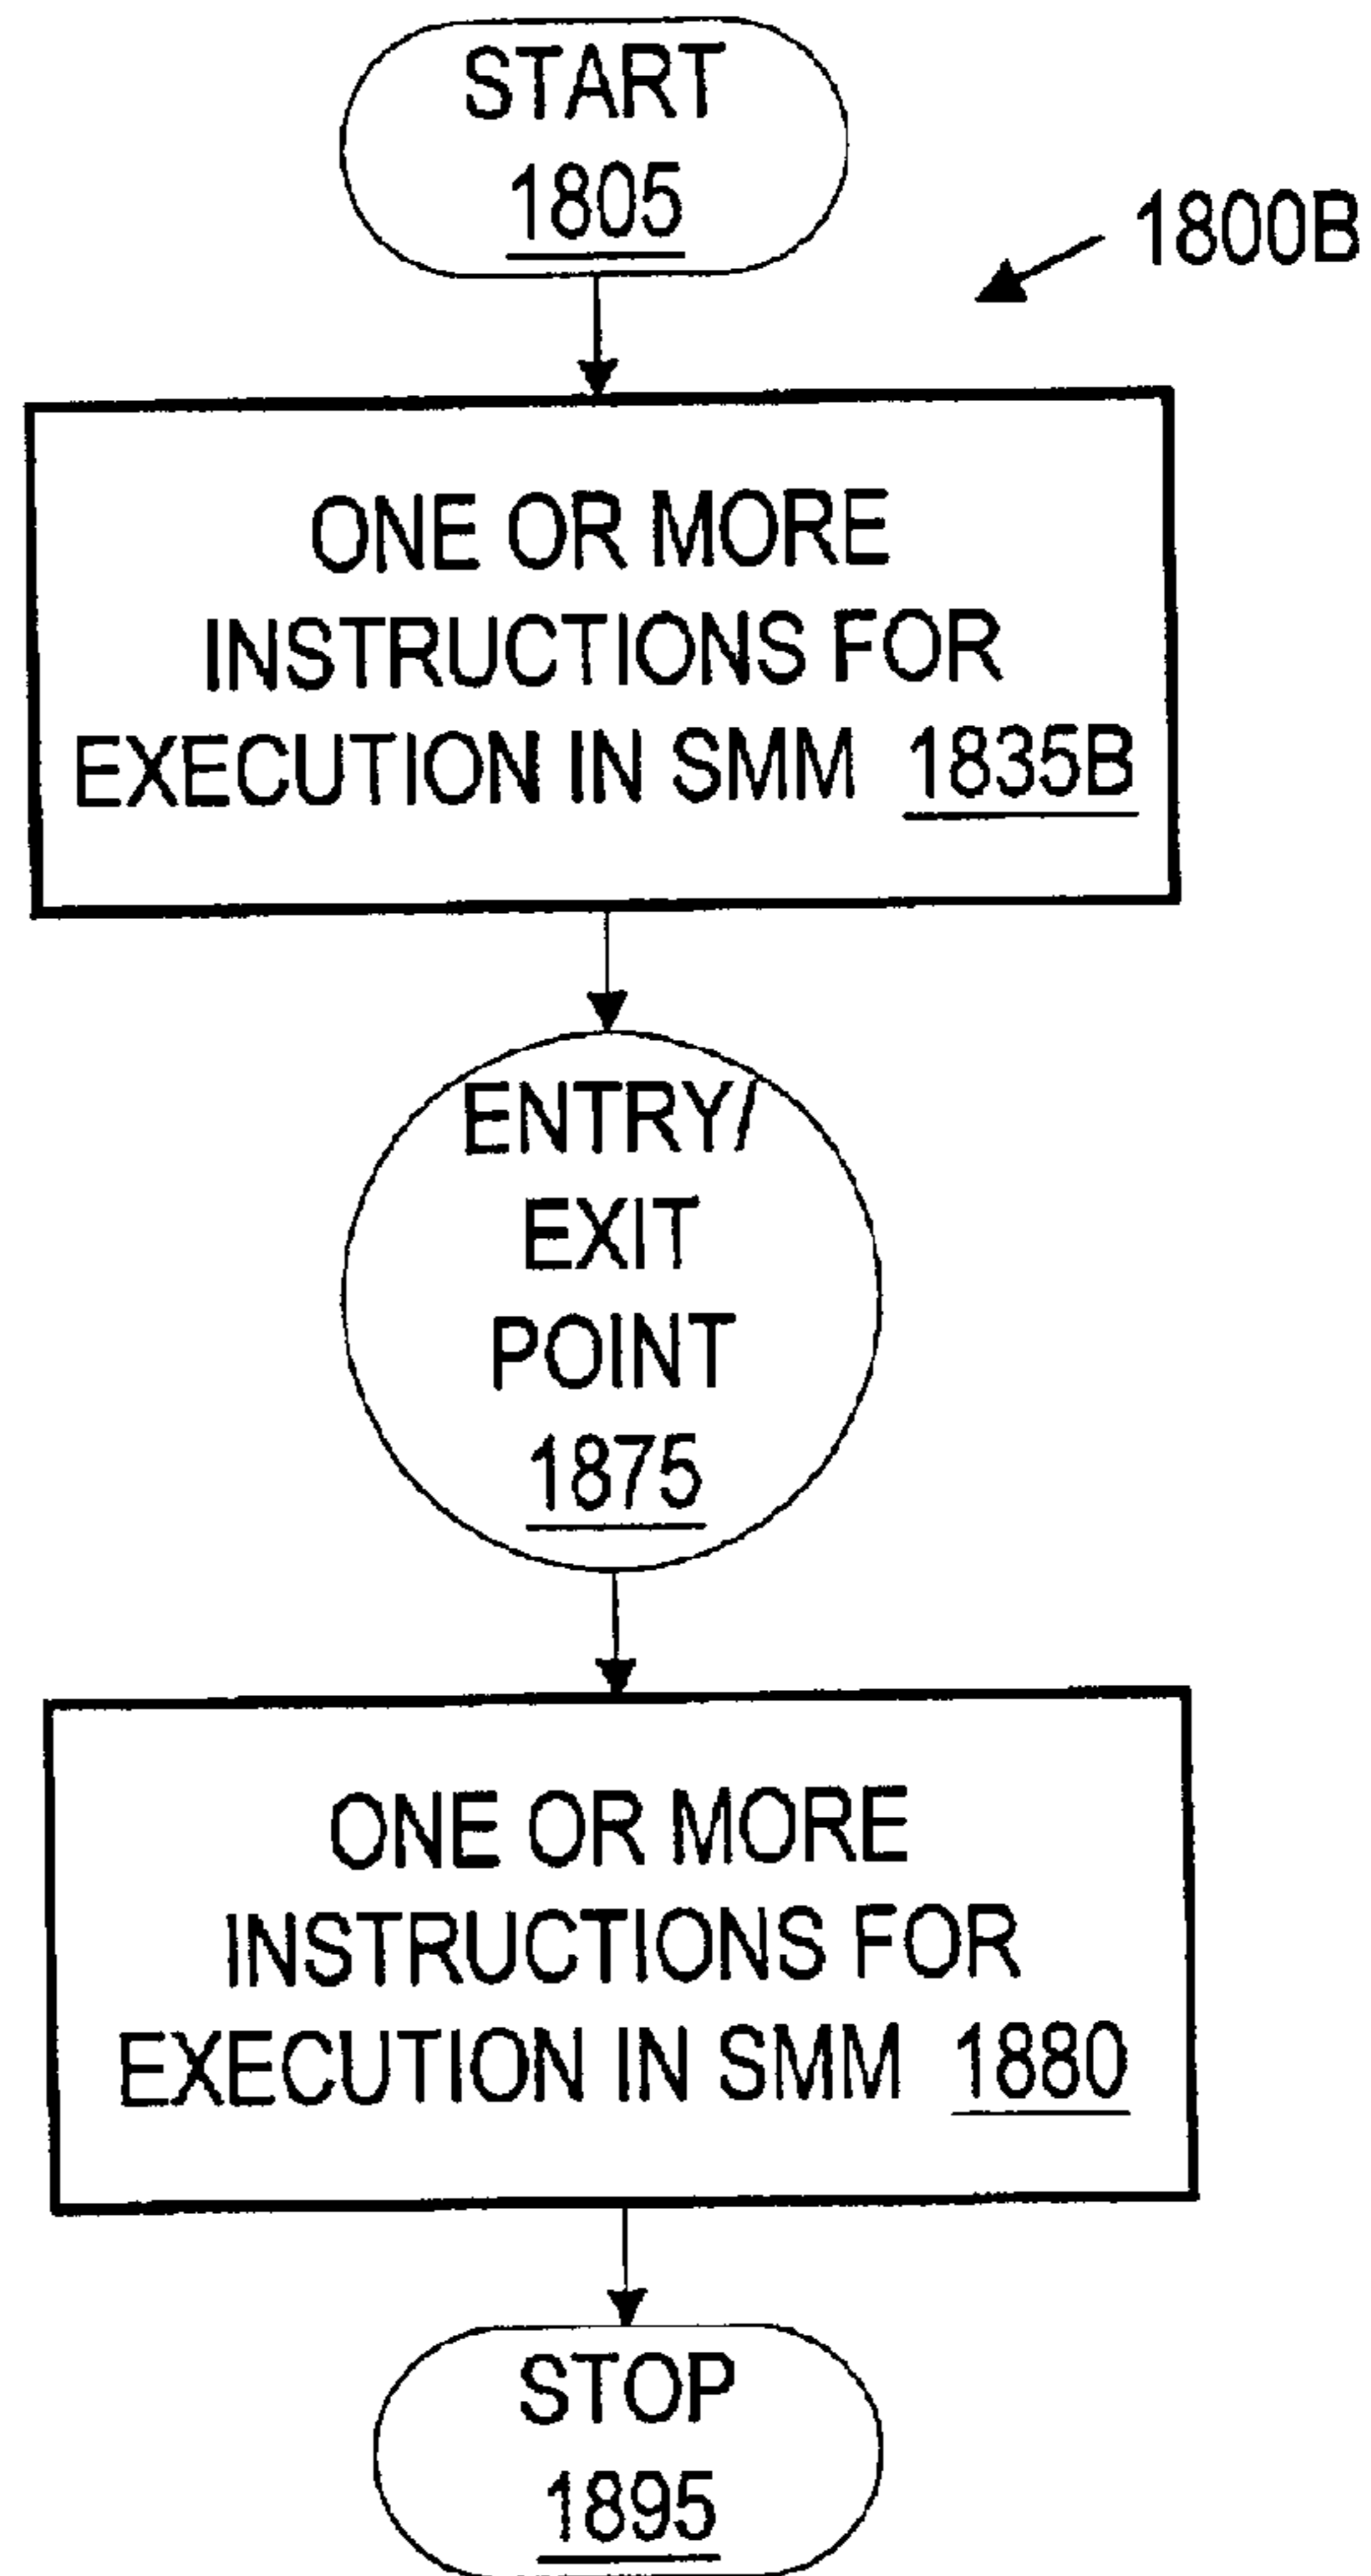 START
1805
1800B
ONE OR MORE
INSTRUCTIONS FOR
EXECUTION IN SMM 1835B
ENTRY/
EXIT
POINT
1875
ONE OR MORE
INSTRUCTIONS FOR
EXECUTION IN SMM 1880
STOP
1895